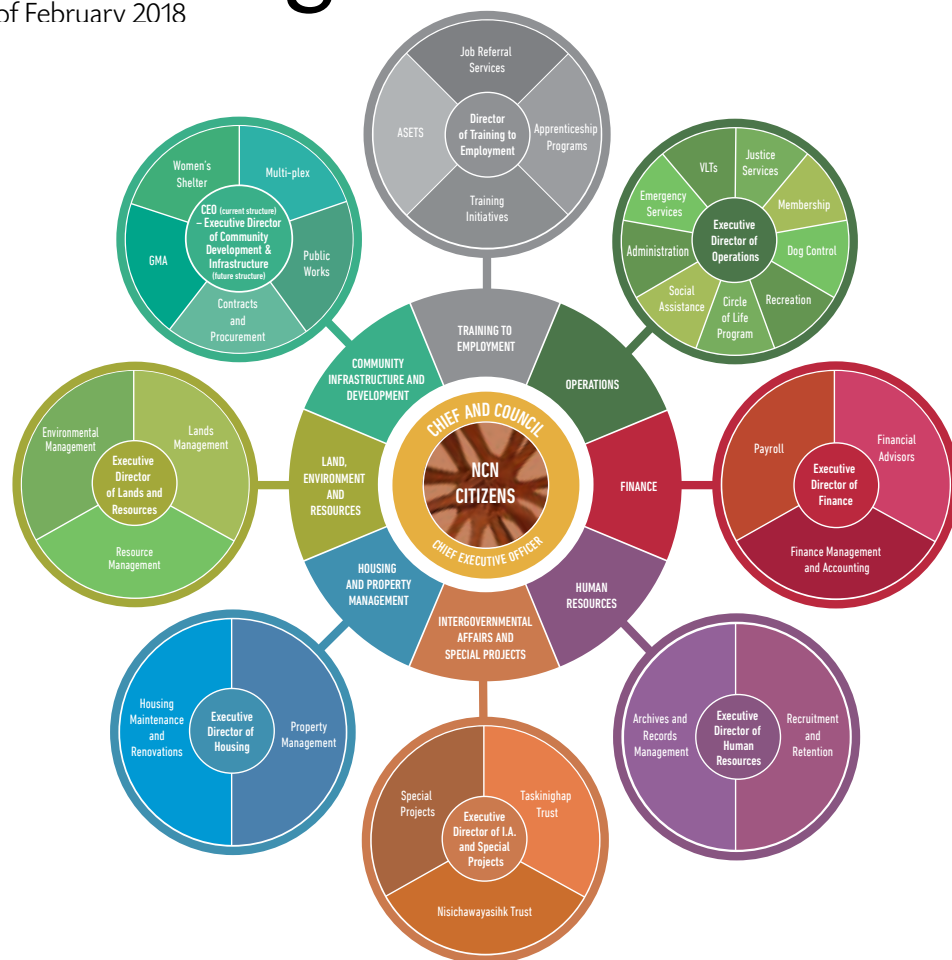 of February 2018
g
Job Referral
Services
ASETS
Director
of Training to
Employment
Apprenticeship
Programs
Training
Initiatives
Women's
Shelter
Multi-plex
CEO (current structure)
– Executive Director
of Community
Development &
Infrastructure
(future structure)
GMA
Public
Works
Contracts
and
Procurement
VLTs
Justice
Services
Emergency
Services
Membership
Executive
Director of
Operations
Administration
Dog Control
Social
Assistance
Circle
of Life
Program
Recreation
TRAINING TO
EMPLOYMENT
COMMUNITY
INFRASTRUCTURE AND
DEVELOPMENT
OPERATIONS
CHIEF AND COUNCIL
NCN
CITIZENS
CHIEF EXECUTIVE OFFICER
LAND,
ENVIRONMENT
AND
RESOURCES
FINANCE
HOUSING
AND PROPERTY
MANAGEMENT
HUMAN
RESOURCES
INTERGOVERNMENTAL
AFFAIRS AND
SPECIAL PROJECTS
Environmental
Management
Lands
Management
Executive
Director
of Lands and
Resources
Resource
Management
Payroll
Financial
Advisors
Executive
Director of
Finance
Finance Management
and Accounting
Housing
Maintenance
and
Renovations
Executive
Director of
Housing
Property
Management
Archives and
Records
Management
Executive
Director of
Human
Resources
Recruitment
and
Retention
Special
Projects
Taskinighap
Trust
Executive
Director of I.A.
and Special
Projects
Nisichawayasihk Trust